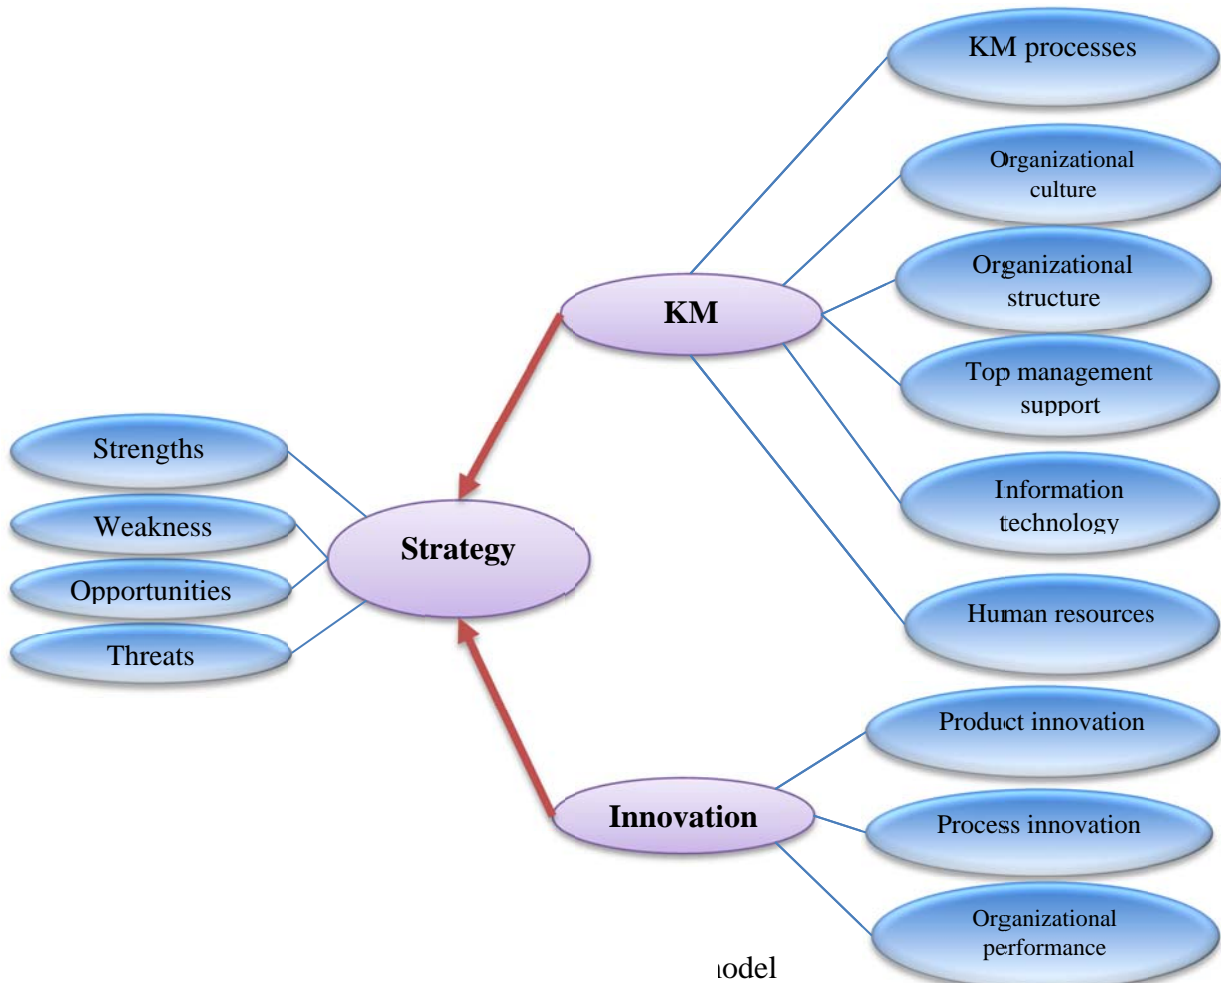 KM processes
Organizational
culture
Organizational
structure
KM
Top management
support
Strengths
Information
technology
Weakness
Strategy
Opportunities
Human resources
Threats
Product innovation
Innovation
Process innovation
Organizational
performance